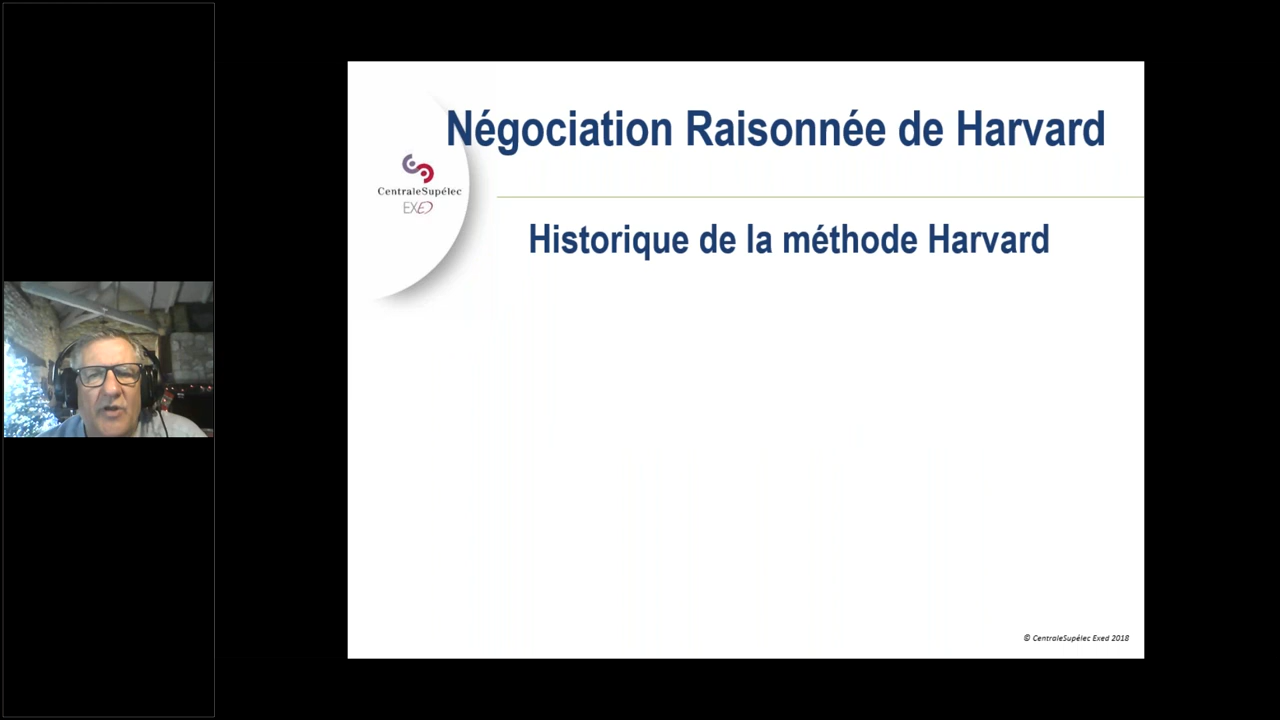 Négociation Raisonnée de Harvard
CentraleSupélec
EXED
Historique de la méthode Harvard
© CentraleSupélec Exed 2018